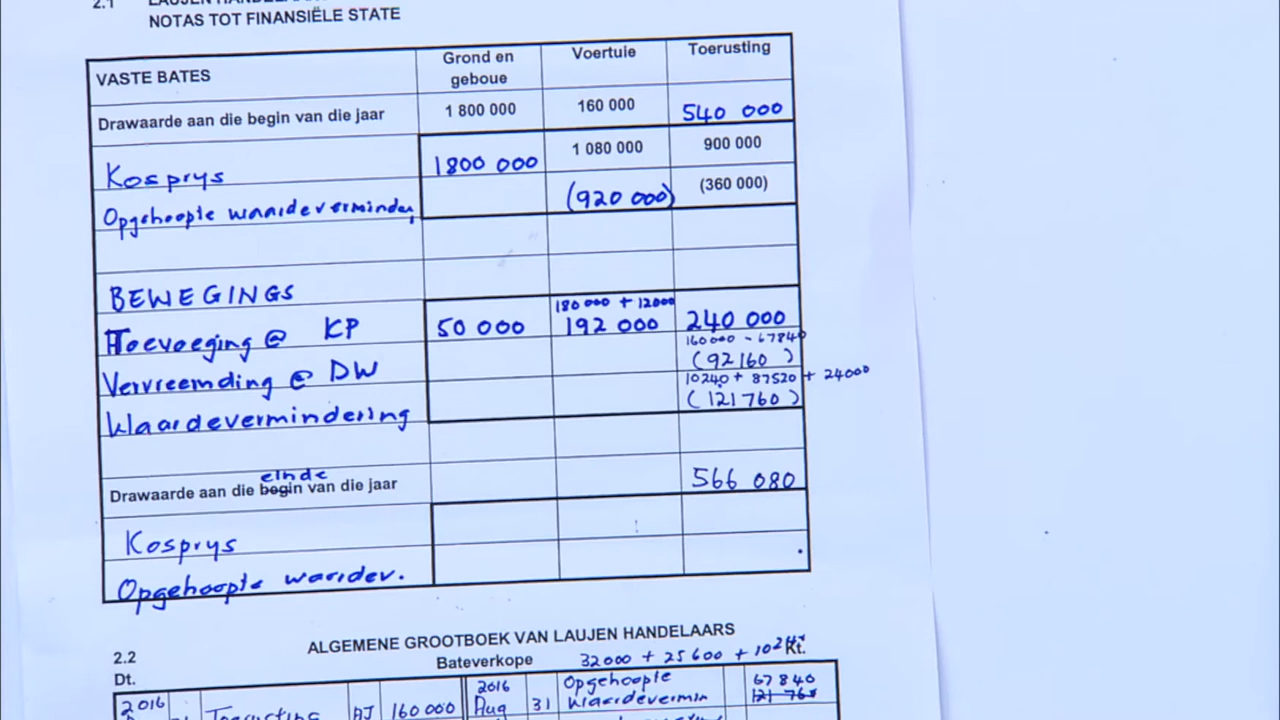 2.1
NOTAS TOT FINANSIËLE STATE
VASTE BATES Grond en geboue Voertuie Toerusting
Drawaarde aan die begin van die jaar 1 800 000 160 000 540 000
Kosprys 1800 000 1 080 000 900 000
Opgehoopte waardevermindering (920 000) (360 000)
BEWEGINGS
180 000 + 12000
Toevoeging @ KP 50 000 192 000 240 000
160000 - 67840
Vervreemding @ DW (92160)
10240 + 87520 + 24000
Waardevermindering (121760)
einde
Drawaarde aan die begin van die jaar 566 080
Kosprys
Opgehoopte waardev.
2.2 ALGEMENE GROOTBOEK VAN LAUJEN HANDELAARS
Dt. Bateverkope 32000 + 25600 + 10240 Kt.
2016 Toerusting AJ 160 000 2016 Aug 31 Opgehoopte waardevermin 67 840